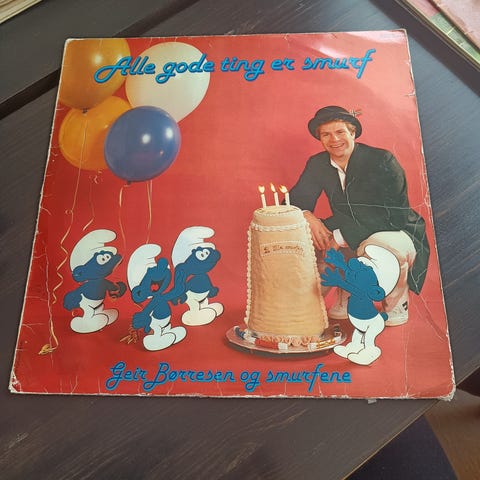 Alle gode ting er smurf
Geir Børresen og smurfene